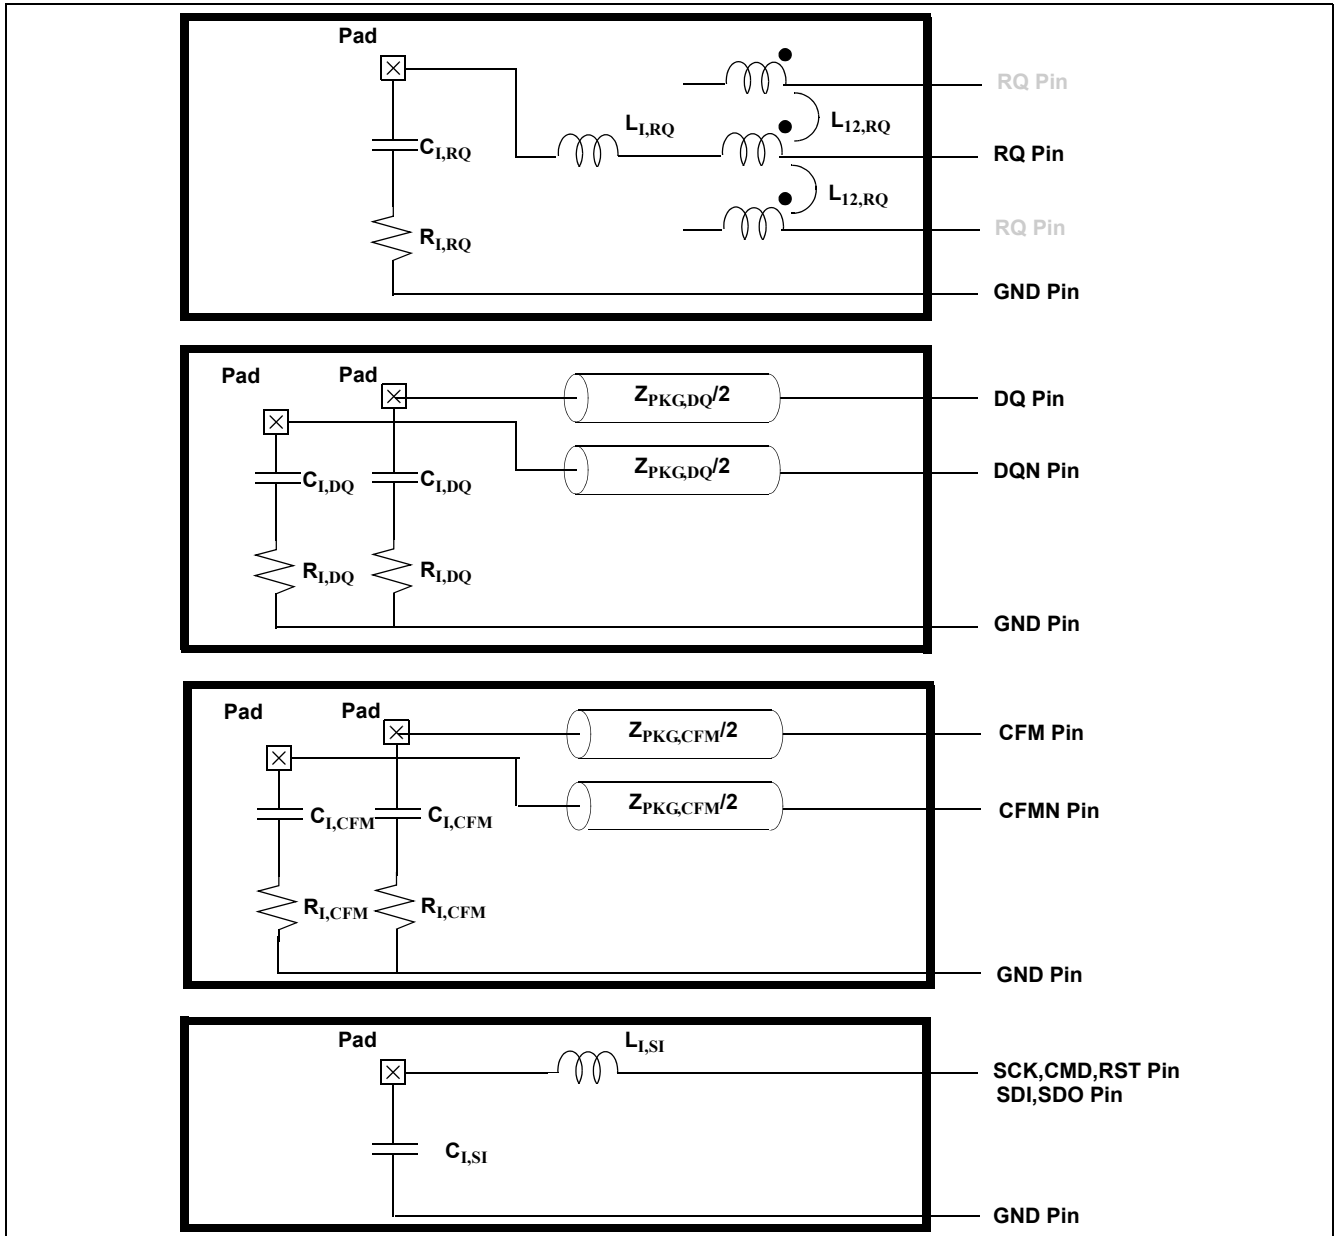 Pad
RQ Pin
L12,RQ
LI,RQ
CI,RQ
RQ Pin
L12,RQ
RI,RQ
RQ Pin
GND Pin
Pad
Pad
ZPKG,DQ/2
DQ Pin
ZPKG,DQ/2
DQN Pin
CI,DQ
CI,DQ
RI,DQ
RI,DQ
GND Pin
Pad
Pad
ZPKG,CFM/2
CFM Pin
ZPKG,CFM/2
CFMN Pin
CI,CFM
CI,CFM
RI,CFM
RI,CFM
GND Pin
Pad
LI,SI
SCK,CMD,RST Pin
SDI,SDO Pin
CI,SI
GND Pin